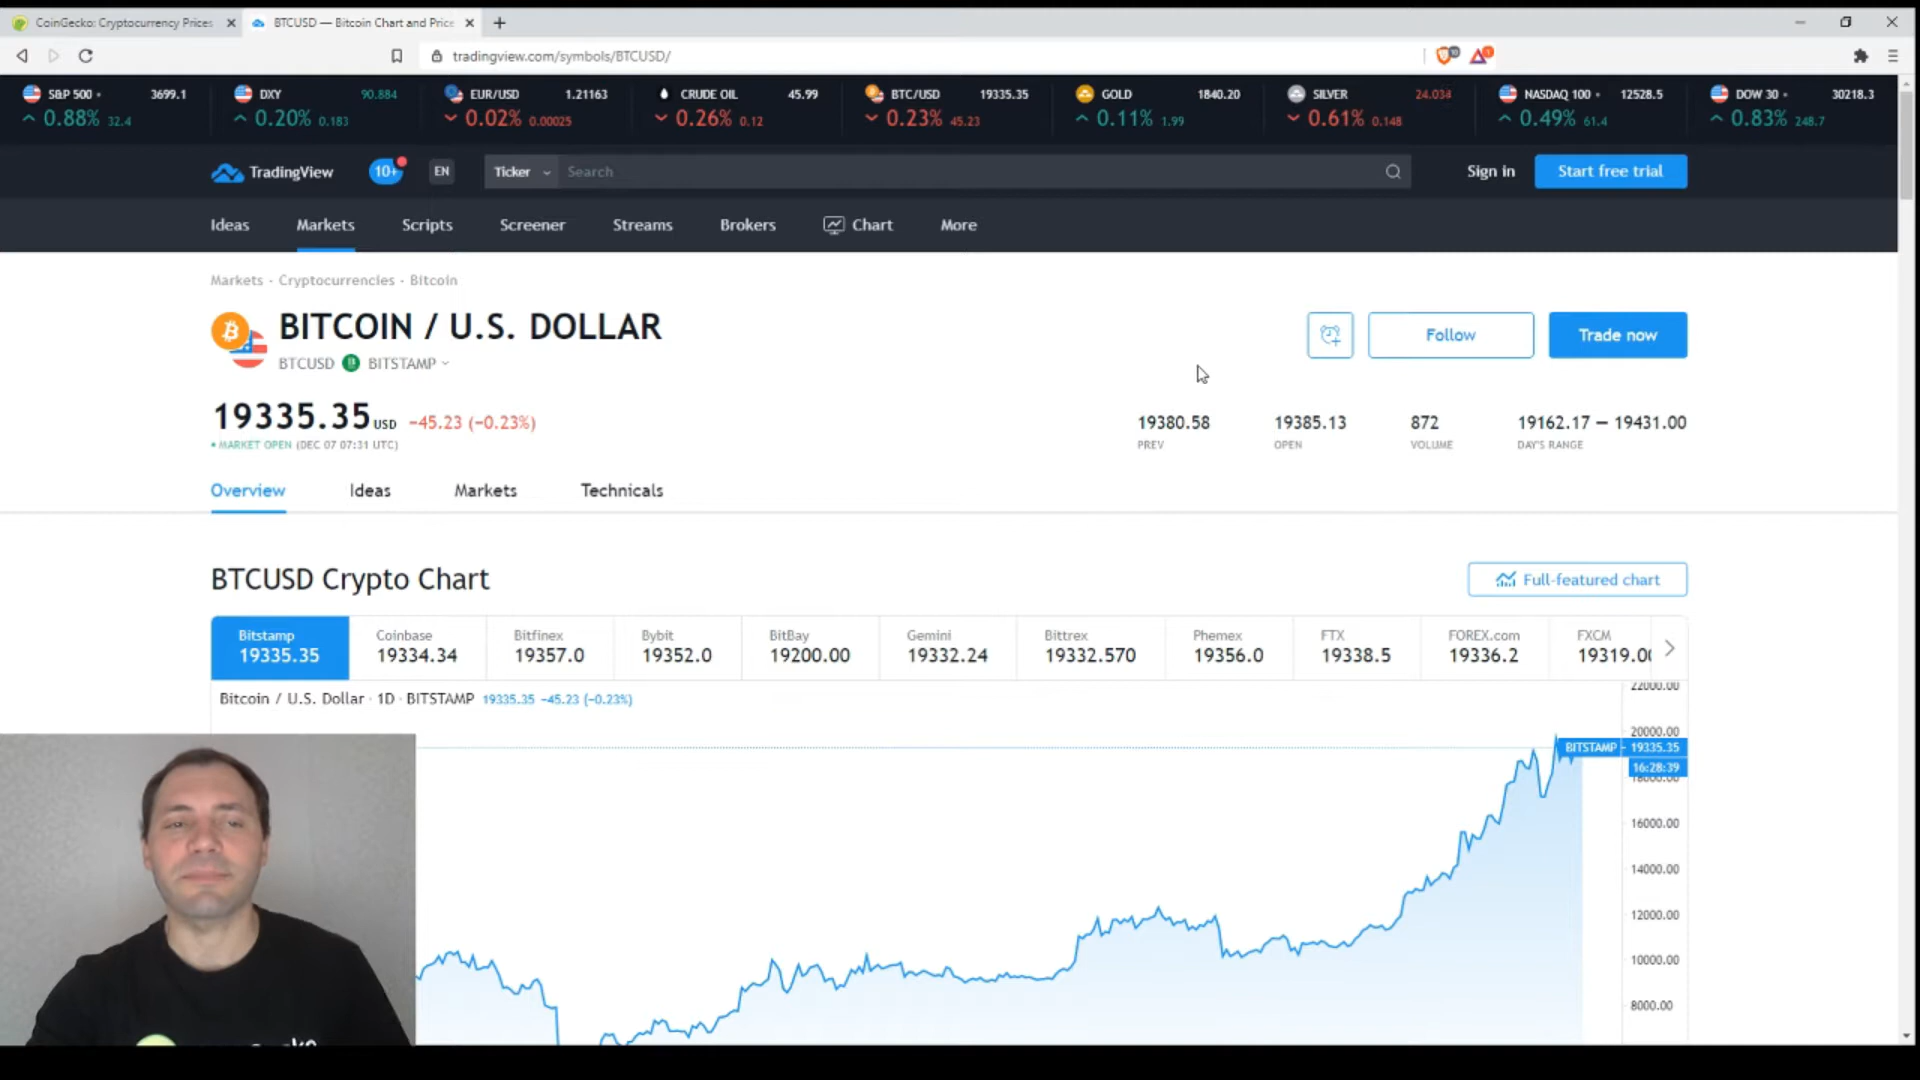 CoinGecko: Cryptocurrency Prices
BTCUSD — Bitcoin Chart and Price
tradingview.com/symbols/BTCUSD/
S&P 500 3699.1
0.88% 32.4
DXY 90.884
0.20% 0.183
EUR/USD 1.21163
0.02% 0.00025
CRUDE OIL 45.99
0.26% 0.12
BTC/USD 19335.35
0.23% 45.23
GOLD 1840.20
0.11% 1.99
SILVER 24.034
0.61% 0.148
NASDAQ 100 12528.5
0.49% 61.4
DOW 30 30218.3
0.83% 248.7
TradingView 10+ EN Ticker Search Sign in Start free trial
Ideas Markets Scripts Screener Streams Brokers Chart More
Markets - Cryptocurrencies - Bitcoin
BITCOIN / U.S. DOLLAR
BTCUSD BITSTAMP
Follow Trade now
19335.35 USD −45.23 (−0.23%)
• MARKET OPEN (DEC 07 07:31 UTC)
19380.58 19385.13 872 19162.17 — 19431.00
PREV OPEN VOLUME DAY'S RANGE
Overview Ideas Markets Technicals
BTCUSD Crypto Chart
Full-featured chart
Bitstamp Coinbase Bitfinex Bybit BitBay Gemini Bittrex Phemex FTX FOREX.com FXCM
19335.35 19334.34 19357.0 19352.0 19200.00 19332.24 19332.570 19356.0 19338.5 19336.2 19319.00
Bitcoin / U.S. Dollar · 1D · BITSTAMP 19335.35 −45.23 (−0.23%)
22000.00
20000.00
BITSTAMP 19335.35
16:28:39
18000.00
16000.00
14000.00
12000.00
10000.00
8000.00